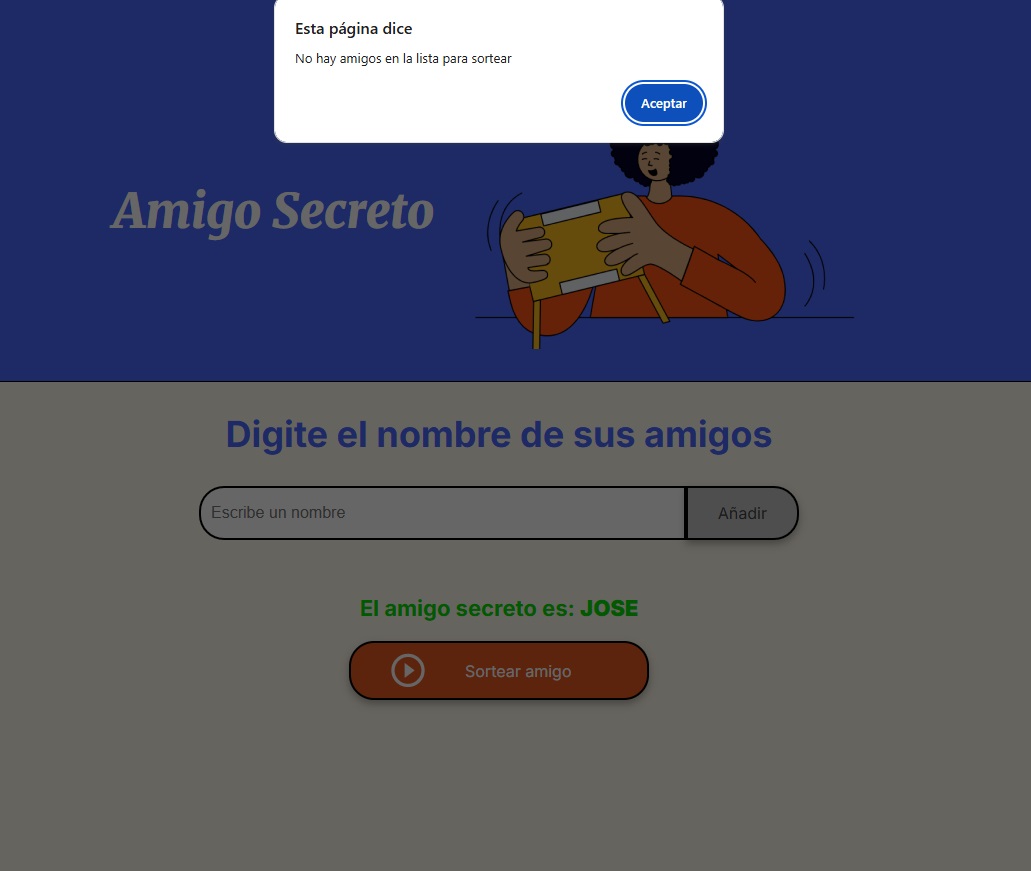 Esta página dice
No hay amigos en la lista para sortear
Aceptar
Amigo Secreto
Digite el nombre de sus amigos
Escribe un nombre
Añadir
El amigo secreto es: JOSE
Sortear amigo